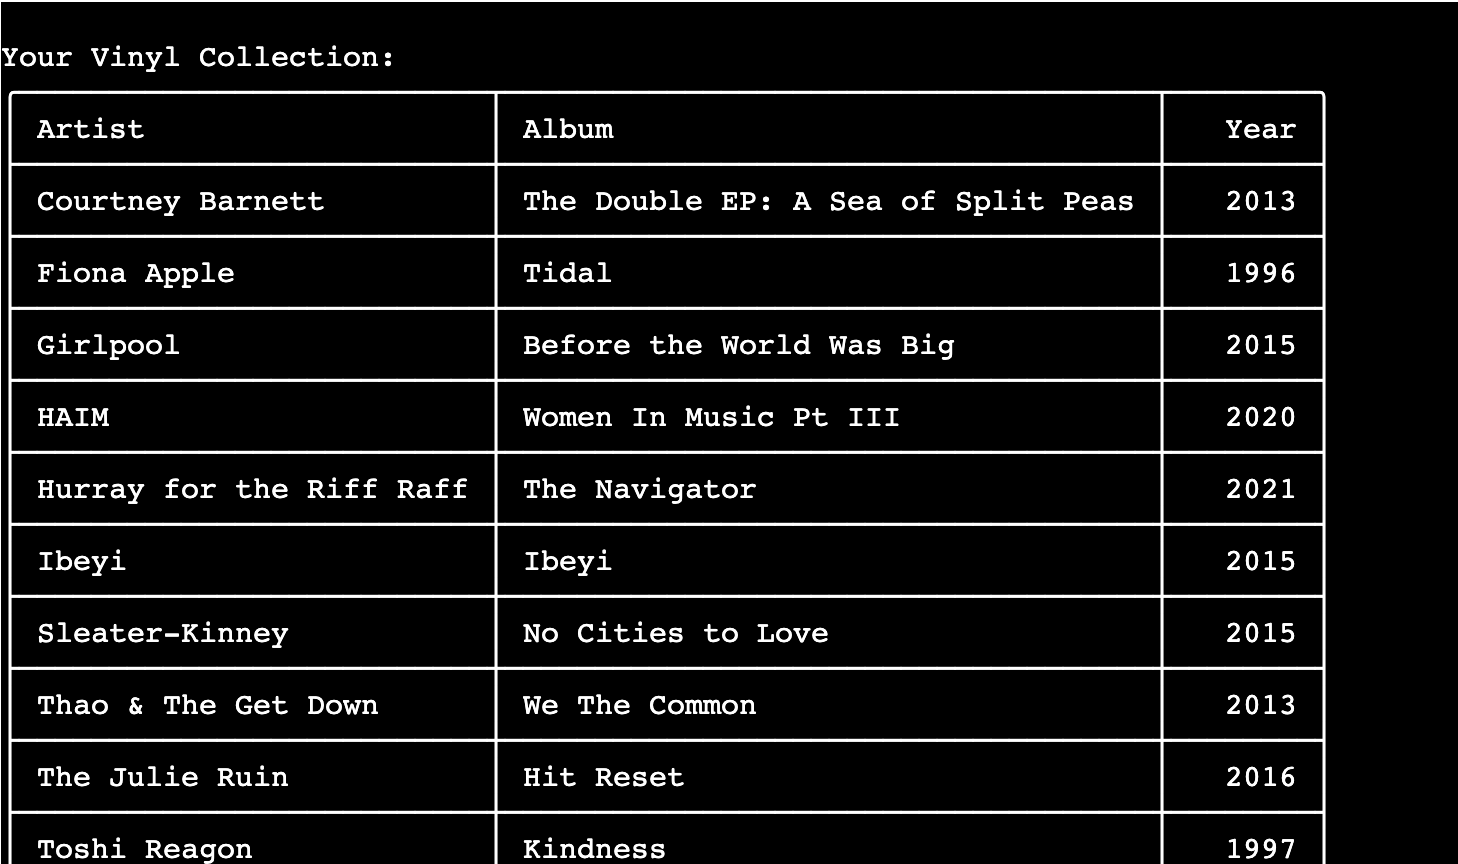 Your Vinyl Collection:
Artist Album Year
Courtney Barnett The Double EP: A Sea of Split Peas 2013
Fiona Apple Tidal 1996
Girlpool Before the World Was Big 2015
HAIM Women In Music Pt III 2020
Hurray for the Riff Raff The Navigator 2021
Ibeyi Ibeyi 2015
Sleater-Kinney No Cities to Love 2015
Thao & The Get Down We The Common 2013
The Julie Ruin Hit Reset 2016
Toshi Reagon Kindness 1997